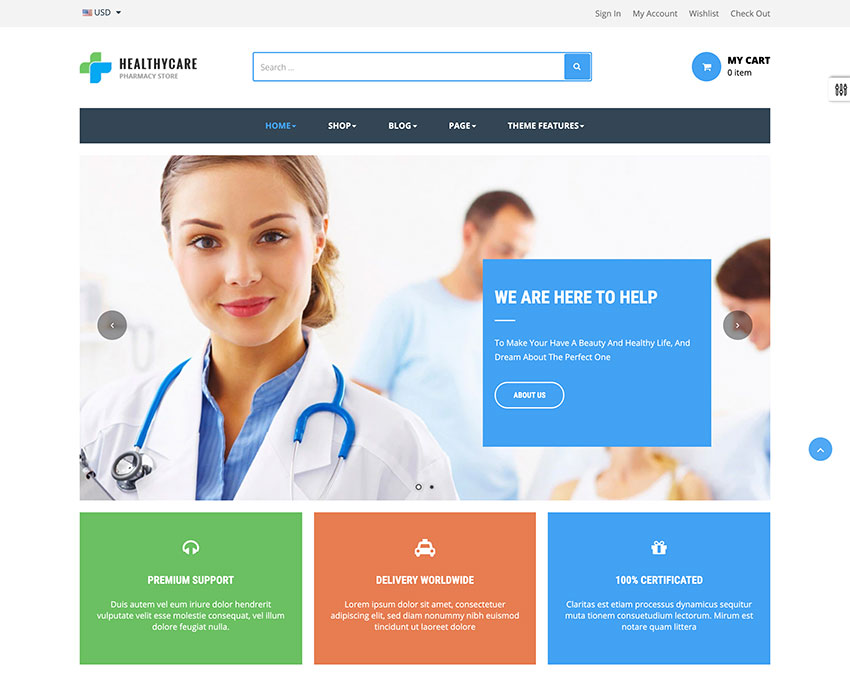 USD
Sign In My Account Wishlist Check Out
HEALTHYCARE
PHARMACY STORE
Search ...
MY CART
0 item
HOME SHOP BLOG PAGE THEME FEATURES
WE ARE HERE TO HELP
To Make Your Have A Beauty And Healthy Life, And
Dream About The Perfect One
ABOUT US
PREMIUM SUPPORT
Duis autem vel eum iriure dolor hendrerit
vulputate velit esse molestie consequat, vel illum
dolore feugiat nulla.
DELIVERY WORLDWIDE
Lorem ipsum dolor sit amet, consectetuer
adipiscing elit, sed diam nonummy nibh euismod
tincidunt ut laoreet dolore
100% CERTIFICATED
Claritas est etiam processus dynamicus sequitur
muta tionem consuetudium lectorum. Mirum est
notare quam littera